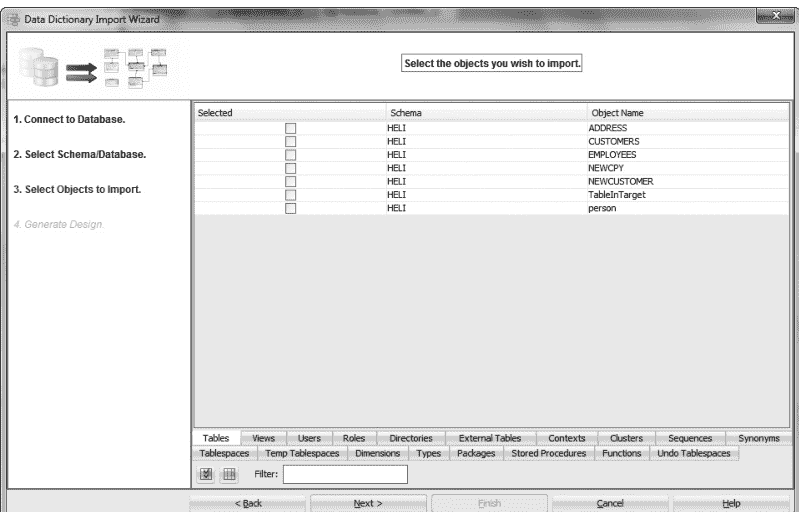 Data Dictionary Import Wizard
Select the objects you wish to import.
1. Connect to Database.
2. Select Schema/Database.
3. Select Objects to Import.
4. Generate Design.
Selected Schema Object Name
HELI ADDRESS
HELI CUSTOMERS
HELI EMPLOYEES
HELI NEWCPY
HELI NEWCUSTOMER
HELI TableInTarget
HELI person
Tables Views Users Roles Directories External Tables Contexts Clusters Sequences Synonyms
Tablespaces Temp Tablespaces Dimensions Types Packages Stored Procedures Functions Undo Tablespaces
Filter:
< Back Next > Finish Cancel Help